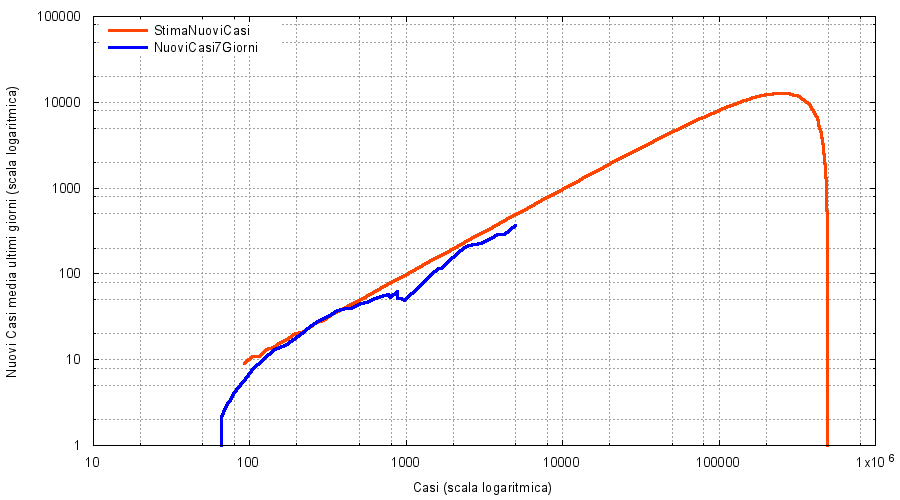 100000
StimaNuoviCasi
NuoviCasi7Giorni
10000
1000
100
10
1
Nuovi Casi media ultimi giorni (scala logaritmica)
10 100 1000 10000 100000 1x10 6
Casi (scala logaritmica)